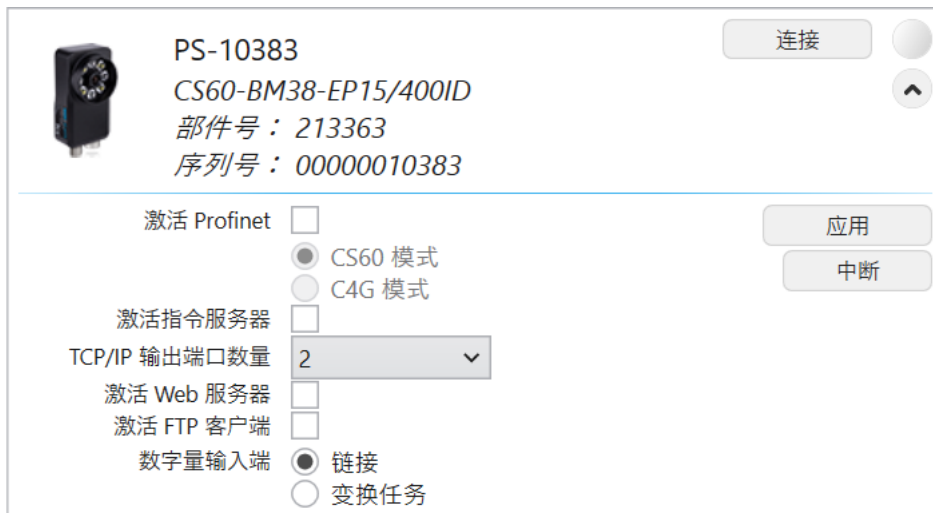 PS-10383
连接
CS60-BM38-EP15/400ID
部件号： 213363
序列号： 00000010383
激活 Profinet
应用
CS60 模式
中断
C4G 模式
激活指令服务器
TCP/IP 输出端口数量 2
激活 Web 服务器
激活 FTP 客户端
数字量输入端 链接
变换任务